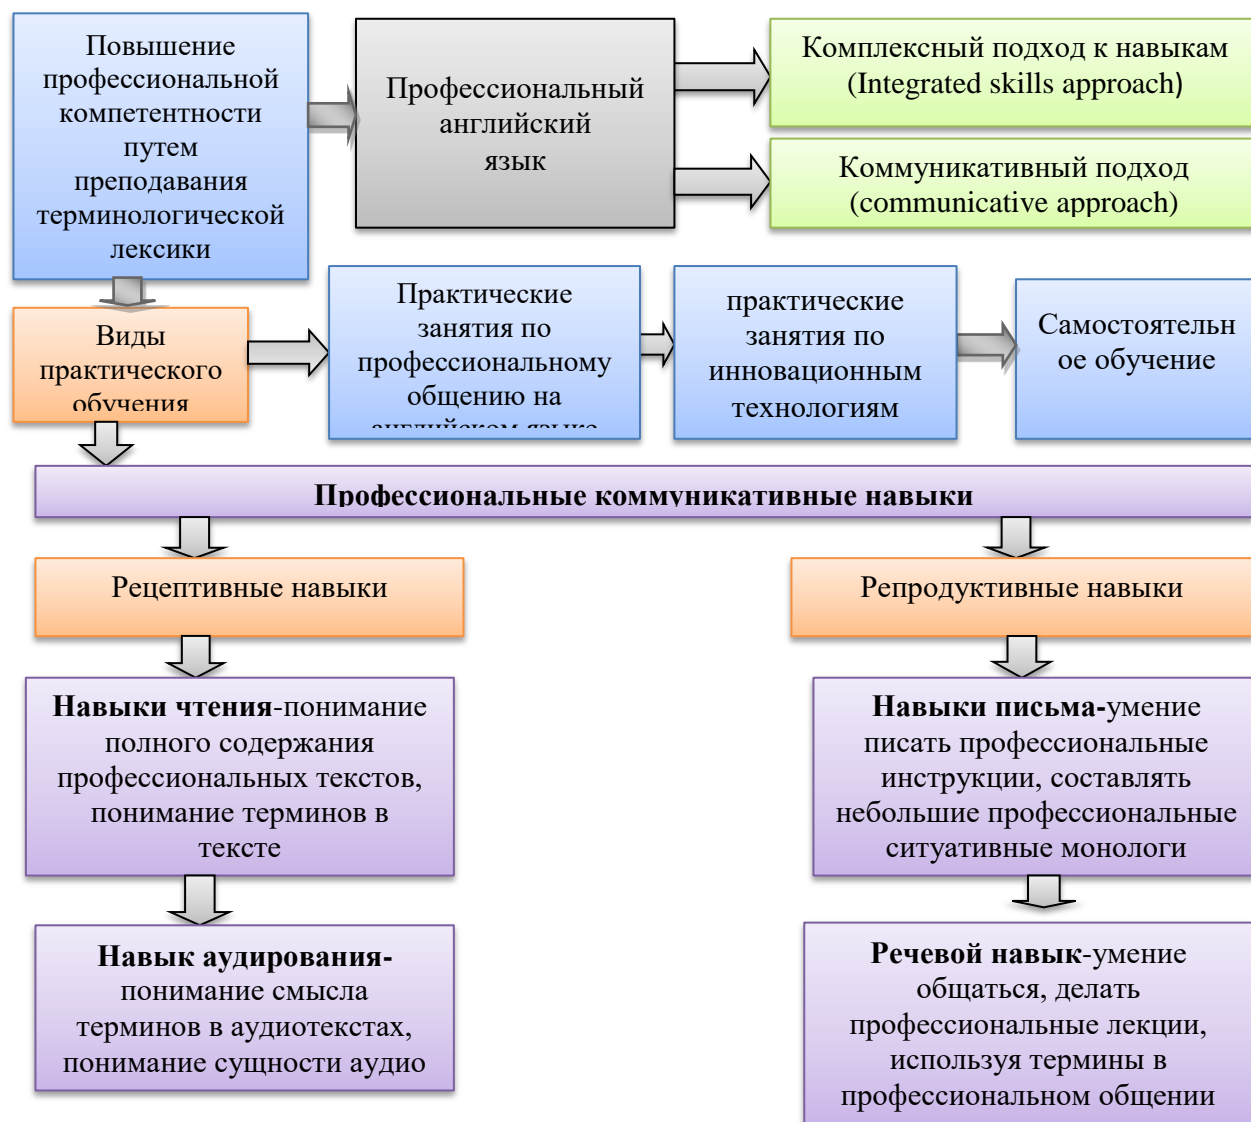 Повышение
профессиональной
компетентности
путем
преподавания
терминологической
лексики
Профессиональный
английский
язык
Комплексный подход к навыкам
(Integrated skills approach)
Коммуникативный подход
(communicative approach)
Виды
практического
обучения
Практические
занятия по
профессиональному
общению на
английском языке
практические
занятия по
инновационным
технологиям
Самостоятельн
ое обучение
Профессиональные коммуникативные навыки
Рецептивные навыки
Репродуктивные навыки
Навыки чтения-понимание
полного содержания
профессиональных текстов,
понимание терминов в
тексте
Навыки письма-умение
писать профессиональные
инструкции, составлять
небольшие профессиональные
ситуативные монологи
Навык аудирования-
понимание смысла
терминов в аудиотекстах,
понимание сущности аудио
Речевой навык-умение
общаться, делать
профессиональные лекции,
используя термины в
профессиональном общении